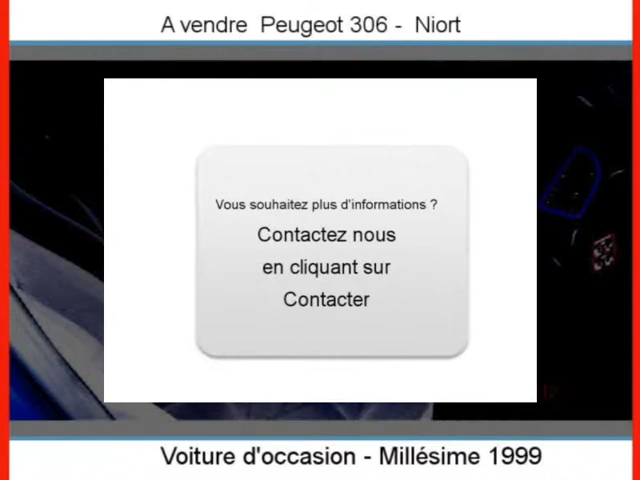 A vendre Peugeot 306 - Niort
Vous souhaitez plus d'informations ?
Contactez nous
en cliquant sur
Contacter
Voiture d'occasion - Millésime 1999